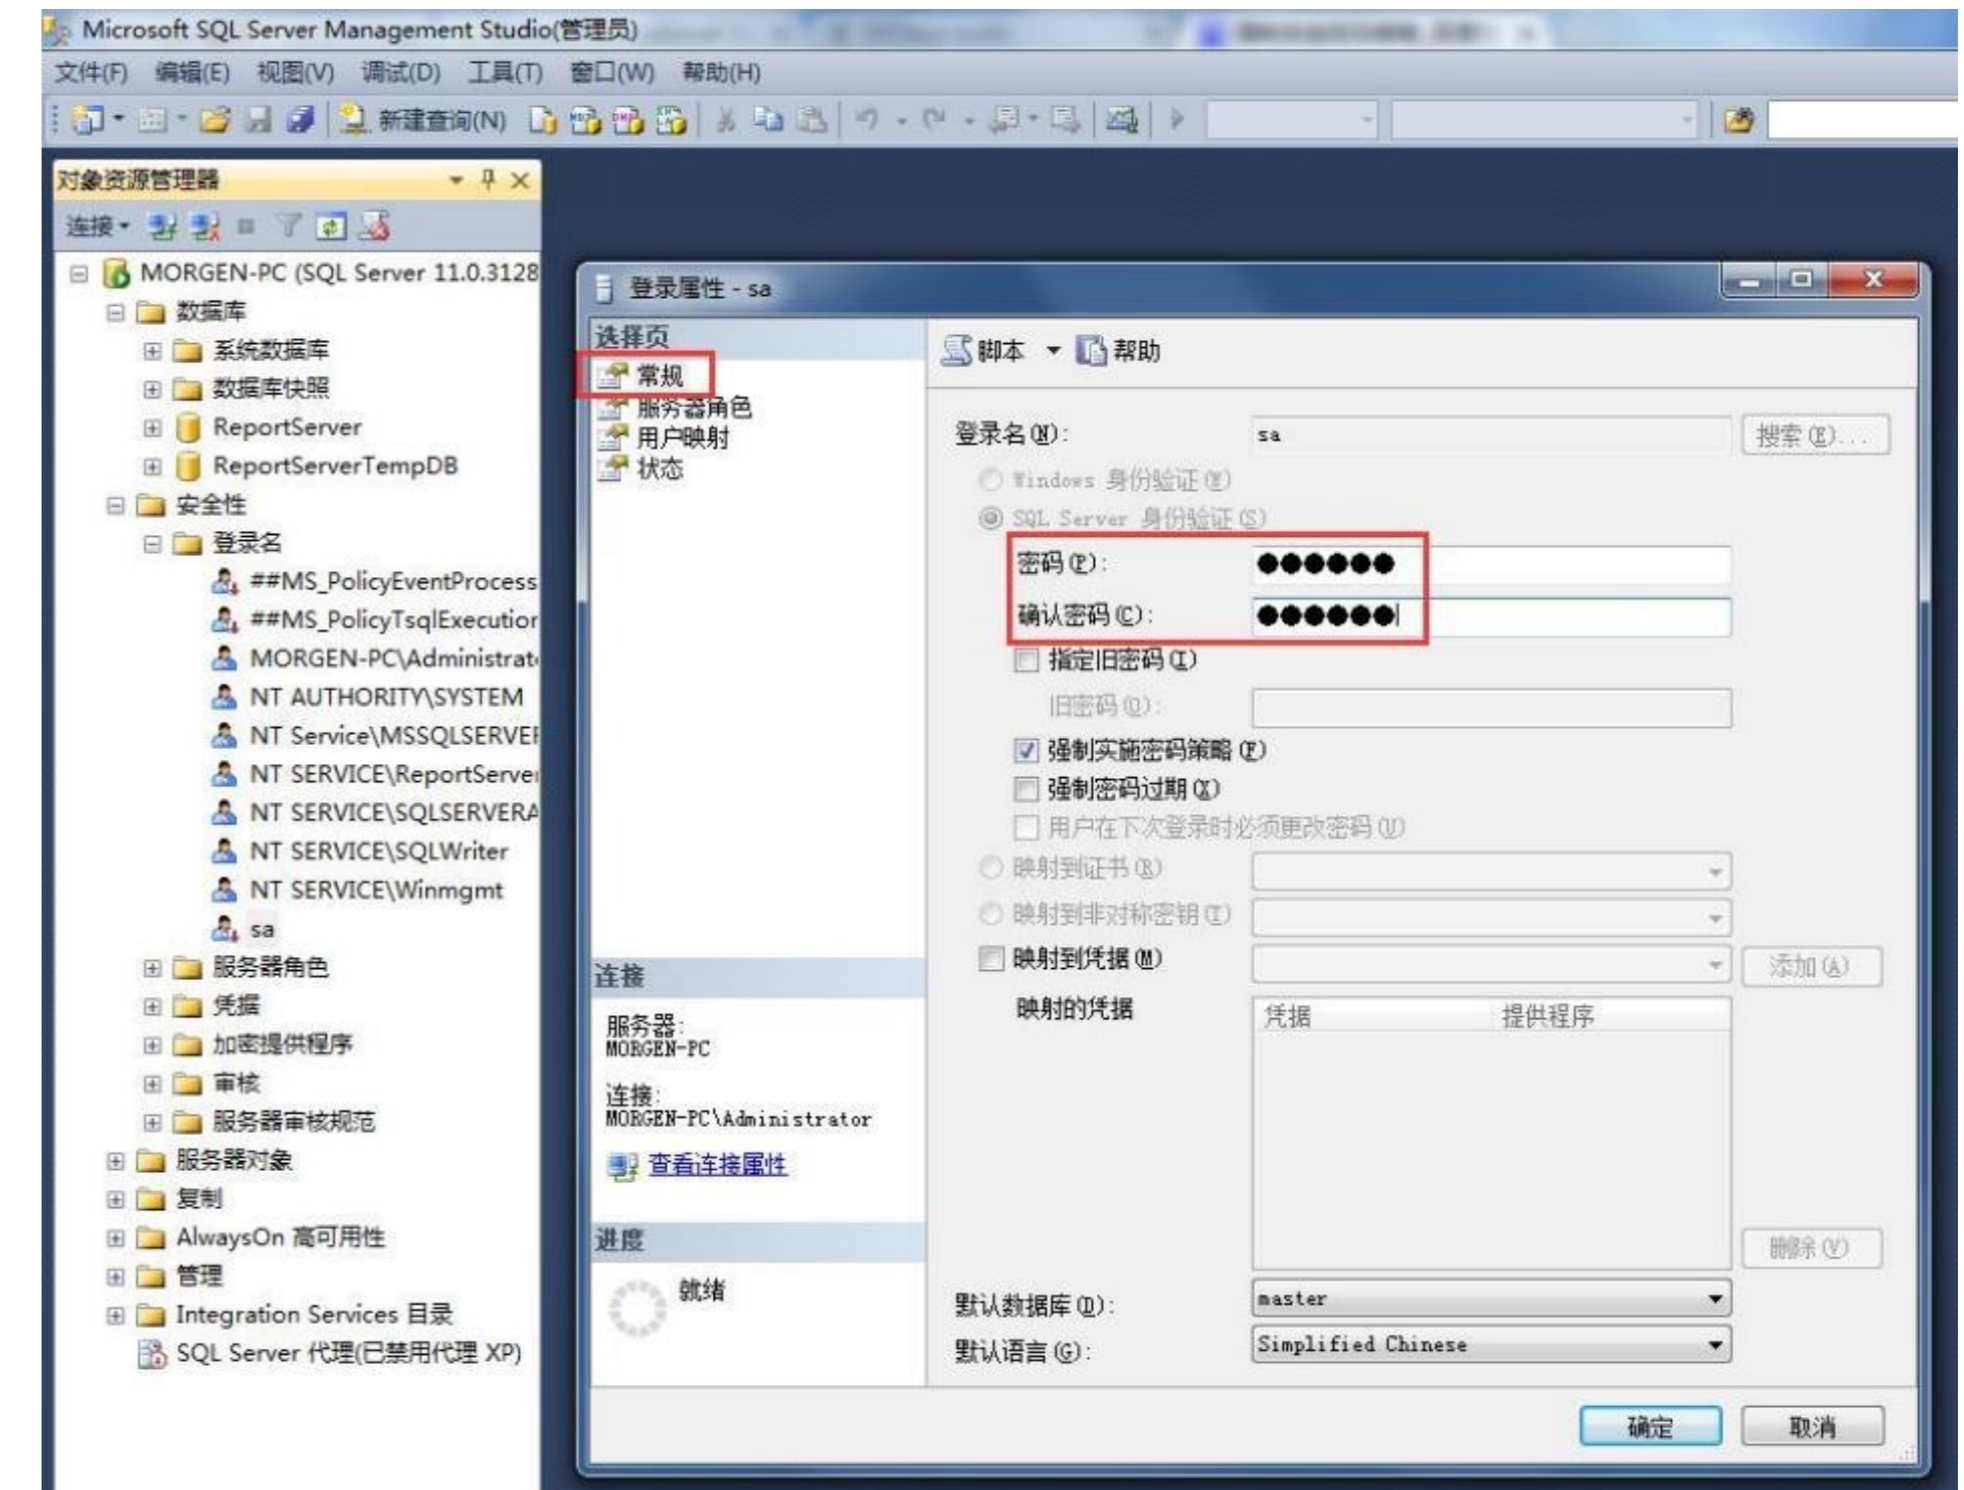 Microsoft SQL Server Management Studio(管理员)
文件(F) 编辑(E) 视图(V) 调试(D) 工具(T) 窗口(W) 帮助(H)
新建查询(N)
对象资源管理器
连接
MORGEN-PC (SQL Server 11.0.3128
数据库
系统数据库
数据库快照
ReportServer
ReportServerTempDB
安全性
登录名
##MS_PolicyEventProcess
##MS_PolicyTsqlExecution
MORGEN-PC\Administrat
NT AUTHORITY\SYSTEM
NT Service\MSSQLSERVER
NT SERVICE\ReportServer
NT SERVICE\SQLSERVERA
NT SERVICE\SQLWriter
NT SERVICE\Winmgmt
sa
服务器角色
凭据
加密提供程序
审核
服务器审核规范
服务器对象
复制
AlwaysOn 高可用性
管理
Integration Services 目录
SQL Server 代理(已禁用代理 XP)
登录属性 - sa
选择页
常规
服务器角色
用户映射
状态
连接
服务器:
MORGEN-PC
连接:
MORGEN-PC\Administrator
查看连接属性
进度
就绪
脚本 帮助
登录名(N): sa 搜索(E)...
Windows 身份验证(W)
SQL Server 身份验证(S)
密码(P): ●●●●●●
确认密码(C): ●●●●●●
指定旧密码(I)
旧密码(O):
强制实施密码策略(F)
强制密码过期(X)
用户在下次登录时必须更改密码(U)
映射到证书(R)
映射到非对称密钥(T)
映射到凭据(M) 添加(A)
映射的凭据 凭据 提供程序
删除(V)
默认数据库(D): master
默认语言(G): Simplified Chinese
确定 取消